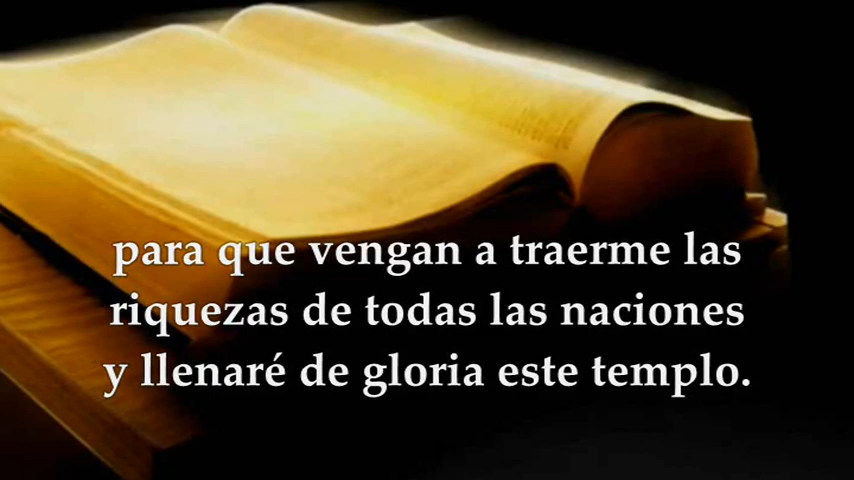 para que vengan a traerme las
riquezas de todas las naciones
y llenaré de gloria este templo.